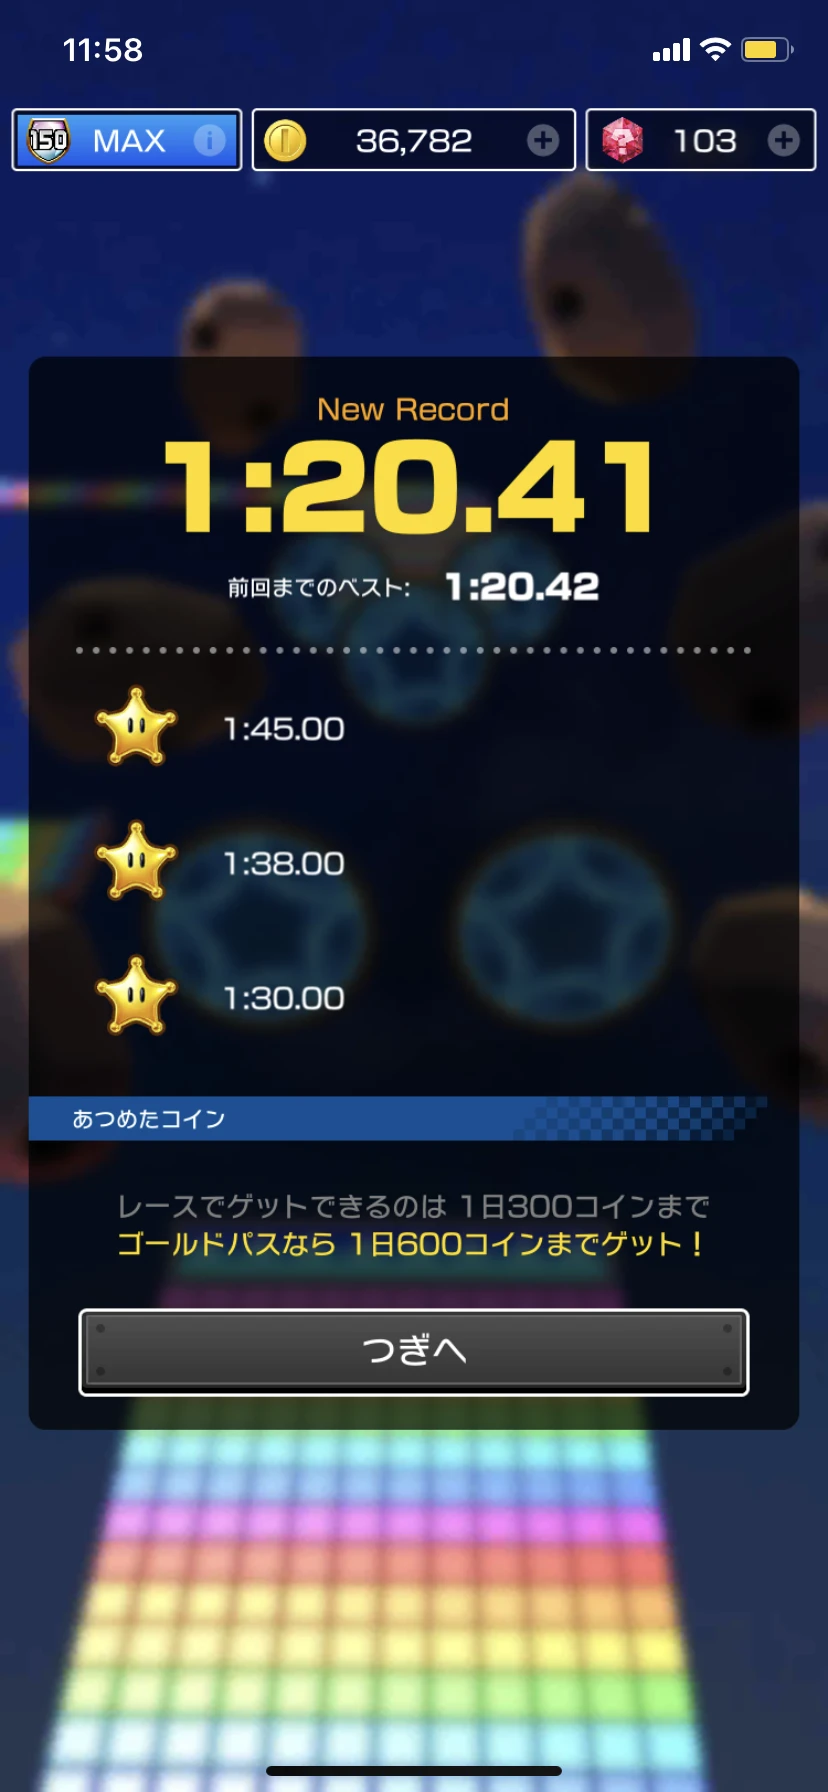 11:58
150 MAX i 36,782 + ? 103 +
New Record
1:20.41
前回までのベスト: 1:20.42
1:45.00
1:38.00
1:30.00
あつめたコイン
レースでゲットできるのは 1日300コインまで
ゴールドパスなら 1日600コインまでゲット！
つぎへ